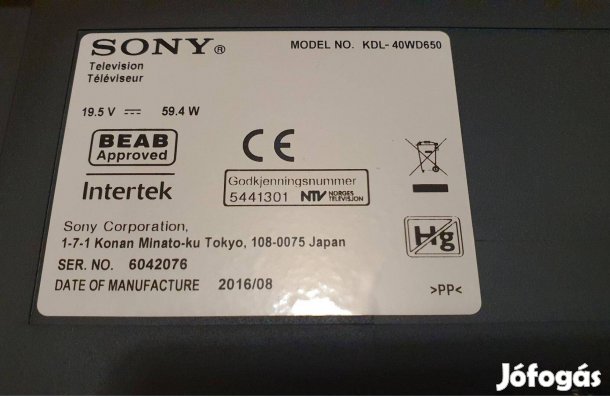 SONY®
MODEL NO. KDL- 40WD650
Television
Téléviseur
19.5 V 59.4 W
BEAB
Approved
CE
Intertek
Godkjenningsnummer
5441301 NTV NORGES TELEVISJON
Hg
Sony Corporation,
1-7-1 Konan Minato-ku Tokyo, 108-0075 Japan
SER. NO. 6042076
DATE OF MANUFACTURE 2016/08
>PP<
Jófogás